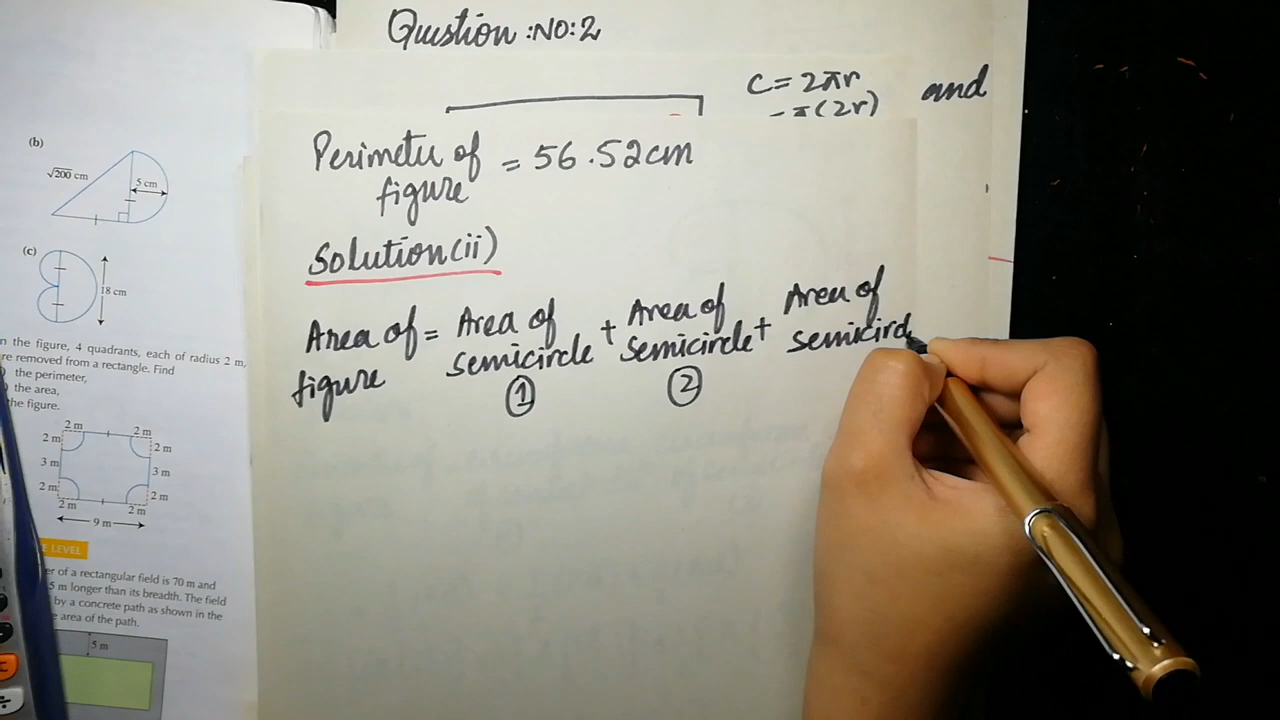 Question :NO:2
C = 2πr and
= π(2r)
Perimeter of = 56.52cm
figure
Solution(ii)
Area of = Area of + Area of + Area of
figure semicircle semicircle semicircl
1 2
(b)
√200 cm
5 cm
(c)
18 cm
n the figure, 4 quadrants, each of radius 2 m,
re removed from a rectangle. Find
the perimeter,
the area,
the figure.
2 m 2 m
2 m 2 m
3 m 3 m
2 m 2 m
2 m 2 m
9 m
E LEVEL
er of a rectangular field is 70 m and
5 m longer than its breadth. The field
by a concrete path as shown in the
e area of the path.
5 m